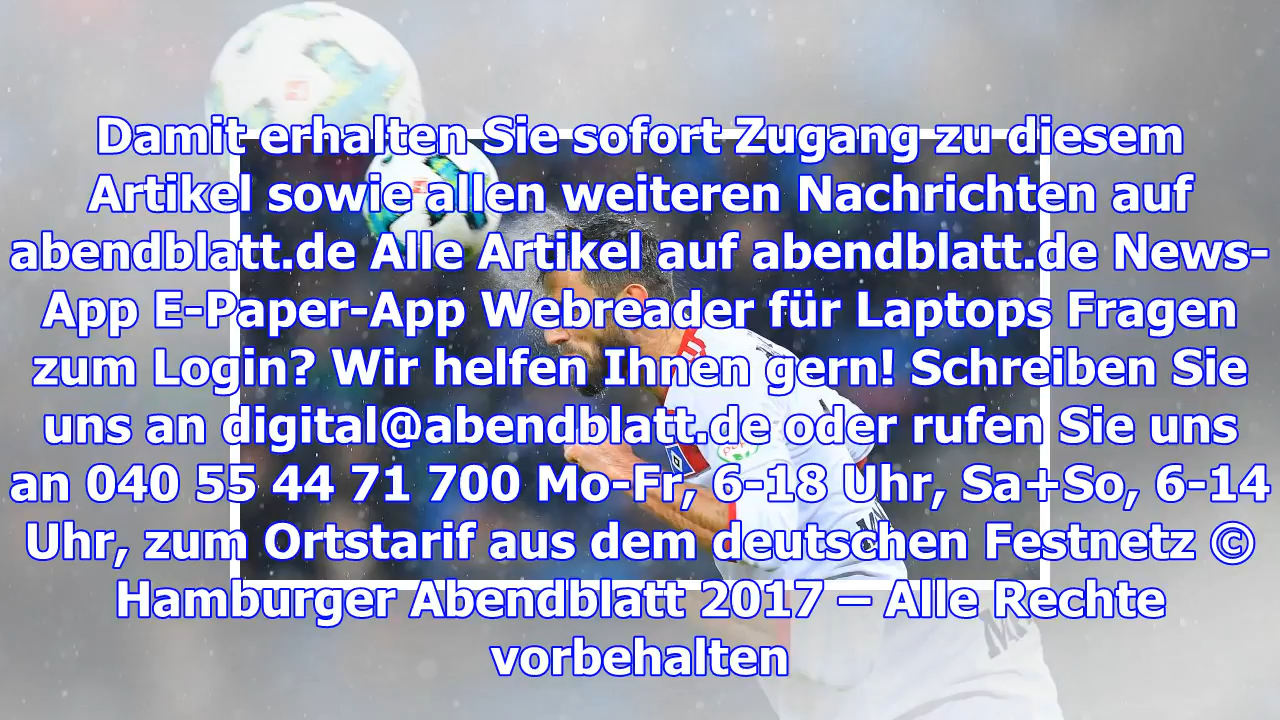 Damit erhalten Sie sofort Zugang zu diesem
Artikel sowie allen weiteren Nachrichten auf
abendblatt.de Alle Artikel auf abendblatt.de News-
App E-Paper-App Webreader für Laptops Fragen
zum Login? Wir helfen Ihnen gern! Schreiben Sie
uns an digital@abendblatt.de oder rufen Sie uns
an 040 55 44 71 700 Mo-Fr, 6-18 Uhr, Sa+So, 6-14
Uhr, zum Ortstarif aus dem deutschen Festnetz ©
Hamburger Abendblatt 2017 – Alle Rechte
vorbehalten